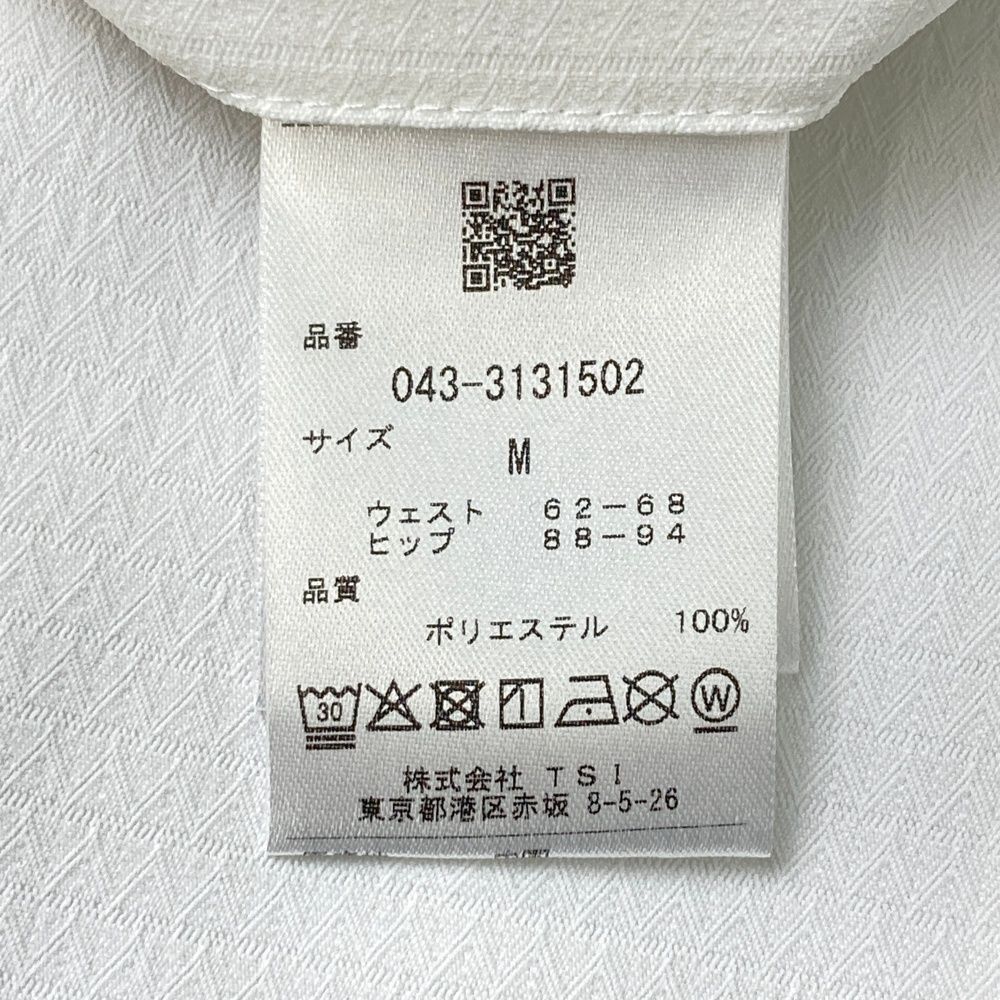 品番
043-3131502
サイズ
M
ウェスト 62-68
ヒップ 88-94
品質
ポリエステル 100%
30
W
株式会社 TSI
東京都港区赤坂 8-5-26